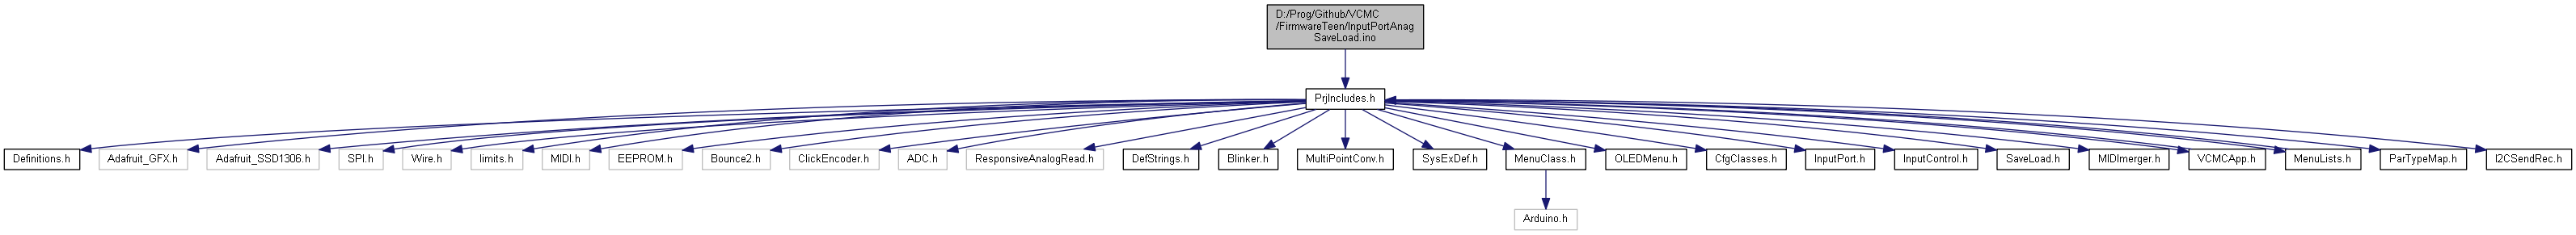 D:/Prog/Github/VCMC
/FirmwareTeen/InputPortAnag
SaveLoad.ino
PrjIncludes.h
Definitions.h
Adafruit_GFX.h
Adafruit_SSD1306.h
SPI.h
Wire.h
limits.h
MIDI.h
EEPROM.h
Bounce2.h
ClickEncoder.h
ADC.h
ResponsiveAnalogRead.h
DefStrings.h
Blinker.h
MultiPointConv.h
SysExDef.h
MenuClass.h
OLEDMenu.h
CfgClasses.h
InputPort.h
InputControl.h
SaveLoad.h
MIDImerger.h
VCMCApp.h
MenuLists.h
ParTypeMap.h
I2CSendRec.h
Arduino.h